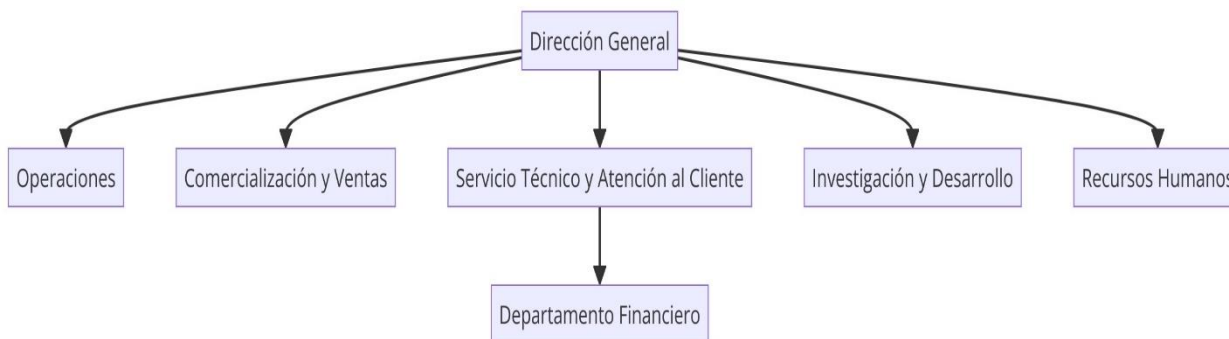 Dirección General
Operaciones
Comercialización y Ventas
Servicio Técnico y Atención al Cliente
Investigación y Desarrollo
Recursos Humanos
Departamento Financiero